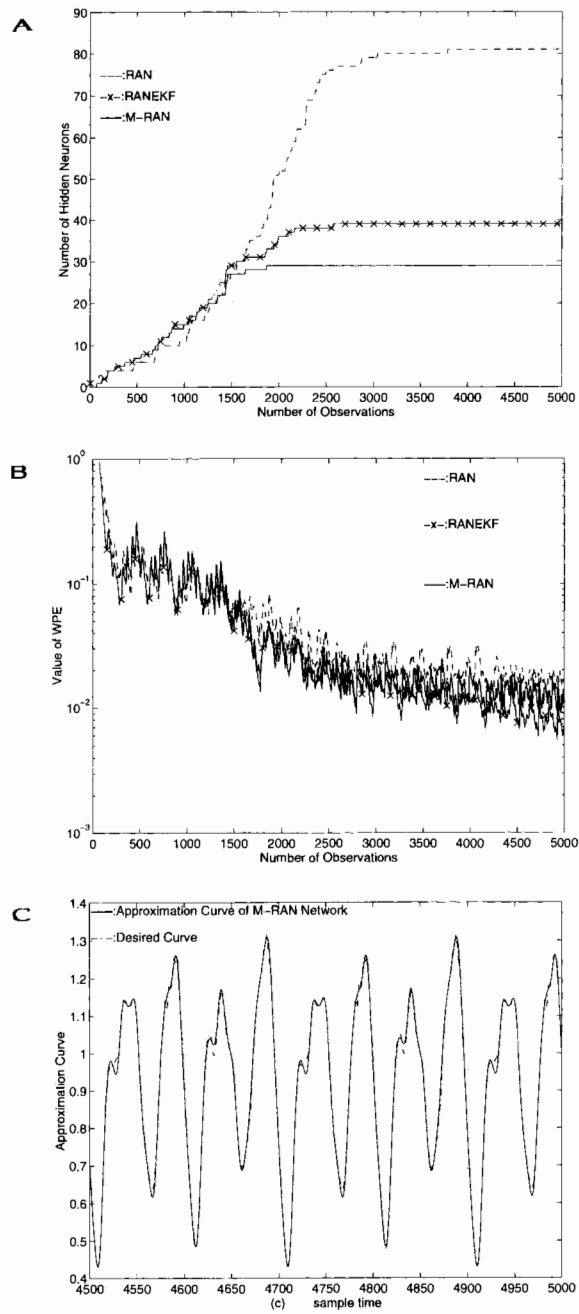 A
90
80
70
60
50
40
30
20
10
0
Number of Hidden Neurons
:RAN
-x-:RANEKF
:M-RAN
0 500 1000 1500 2000 2500 3000 3500 4000 4500 5000
Number of Observations
B
10^0
10^-1
10^-2
10^-3
Value of WPE
--:RAN
-x-:RANEKF
:M-RAN
0 500 1000 1500 2000 2500 3000 3500 4000 4500 5000
Number of Observations
C
1.4
1.3
1.2
1.1
1
0.9
0.8
0.7
0.6
0.5
0.4
Approximation Curve
:Approximation Curve of M-RAN Network
:Desired Curve
4500 4550 4600 4650 4700 4750 4800 4850 4900 4950 5000
(c) sample time